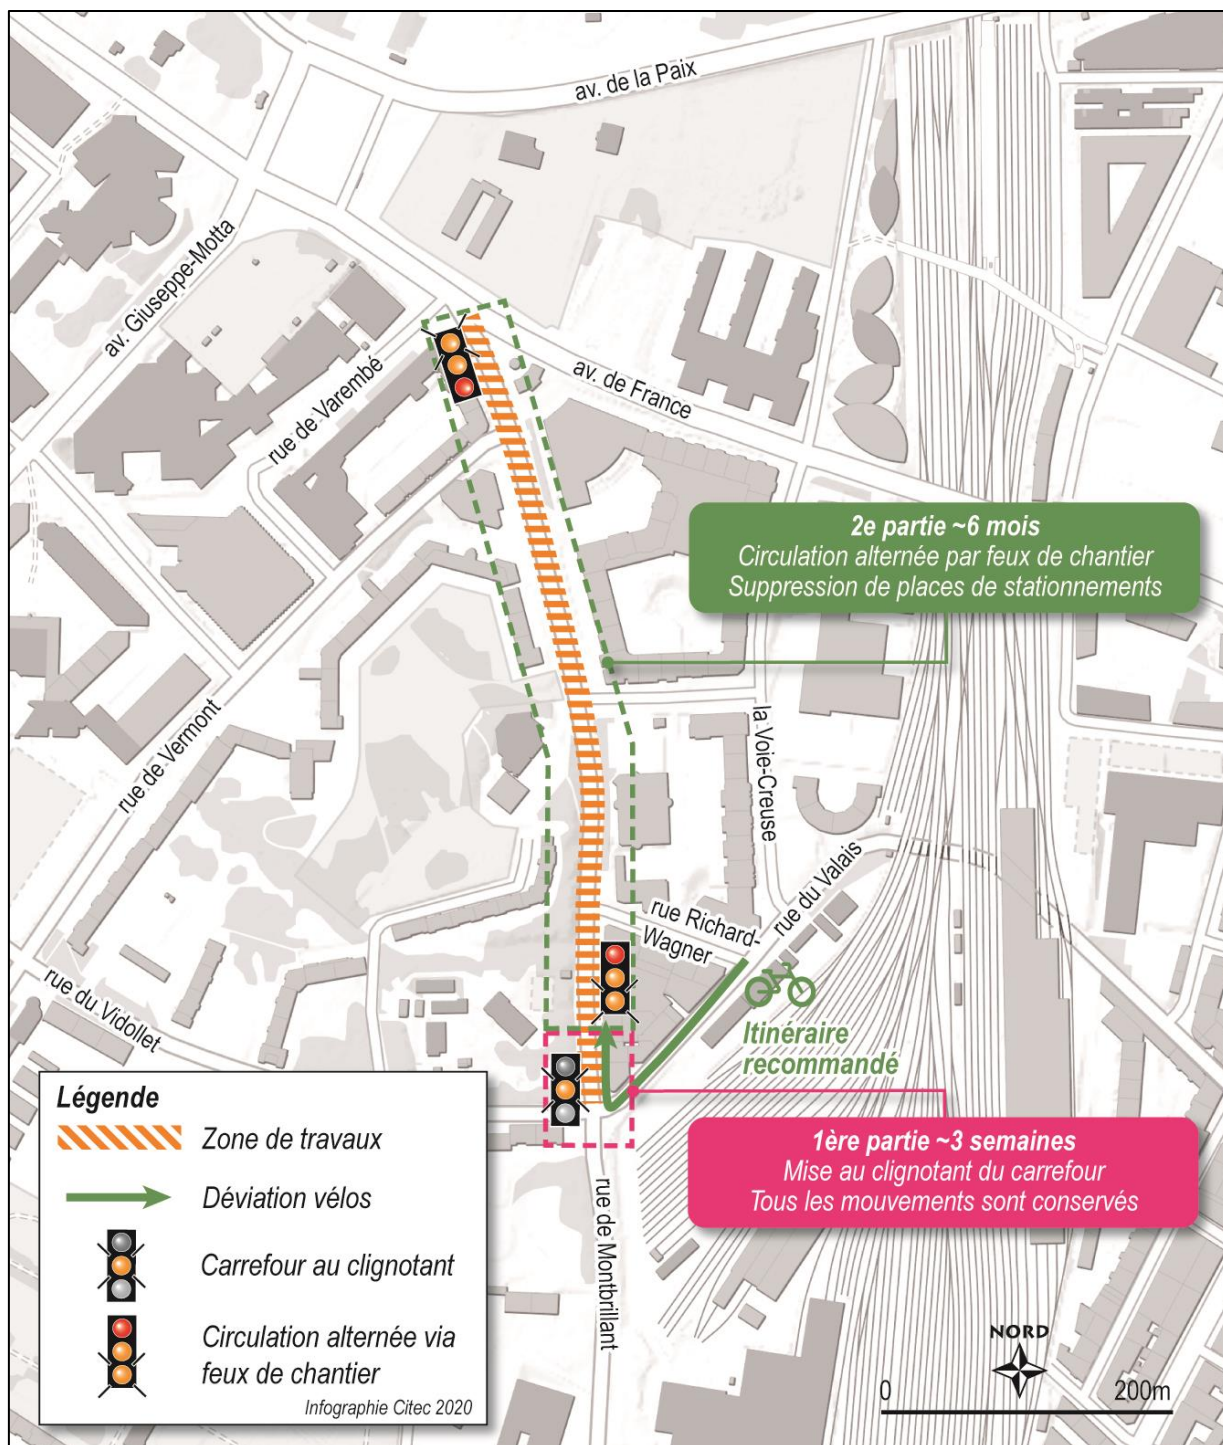 av. de la Paix
av. Giuseppe-Motta
rue de Varembé
av. de France
2e partie ~6 mois
Circulation alternée par feux de chantier
Suppression de places de stationnements
rue de Vermont
la Voie-Creuse
rue du Valais
rue Richard-
Wagner
rue du Vidollet
Itinéraire
recommandé
1ère partie ~3 semaines
Mise au clignotant du carrefour
Tous les mouvements sont conservés
rue de Montbrillant
Légende
Zone de travaux
Déviation vélos
Carrefour au clignotant
Circulation alternée via
feux de chantier
Infographie Citec 2020
NORD
0 200m